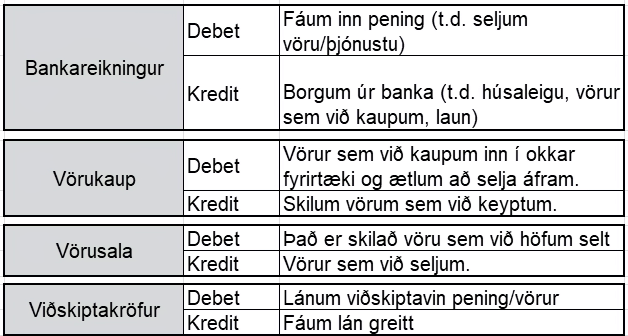 Bankareikningur
Debet
Fáum inn pening (t.d. seljum
vöru/þjónustu)
Kredit
Borgum úr banka (t.d. húsaleigu, vörur
sem við kaupum, laun)
Vörukaup
Debet
Vörur sem við kaupum inn í okkar
fyrirtæki og ætlum að selja áfram.
Kredit
Skilum vörum sem við keyptum.
Vörusala
Debet
Það er skilað vöru sem við höfum selt
Kredit
Vörur sem við seljum.
Viðskiptakröfur
Debet
Lánum viðskiptavin pening/vörur
Kredit
Fáum lán greitt